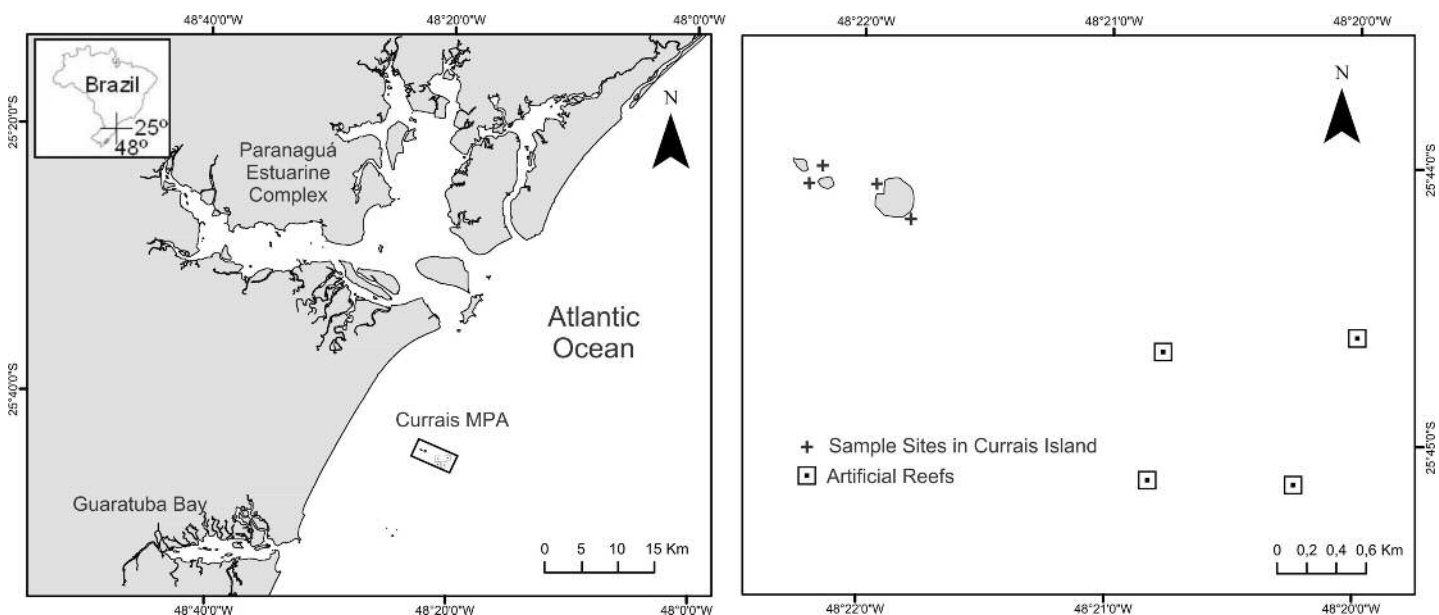 48°40'0"W
48°20'0"W
48°0'0"W
Brazil
25º
48º
25°20'0"S
25°40'0"S
N
Paranaguá
Estuarine
Complex
Atlantic
Ocean
Currais MPA
Guaratuba Bay
0 5 10 15 Km
48°40'0"W
48°20'0"W
48°0'0"W
48°22'0"W
48°21'0"W
48°20'0"W
N
25°44'0"S
25°45'0"S
Sample Sites in Currais Island
Artificial Reefs
0 0,2 0,4 0,6 Km
48°22'0"W
48°21'0"W
48°20'0"W